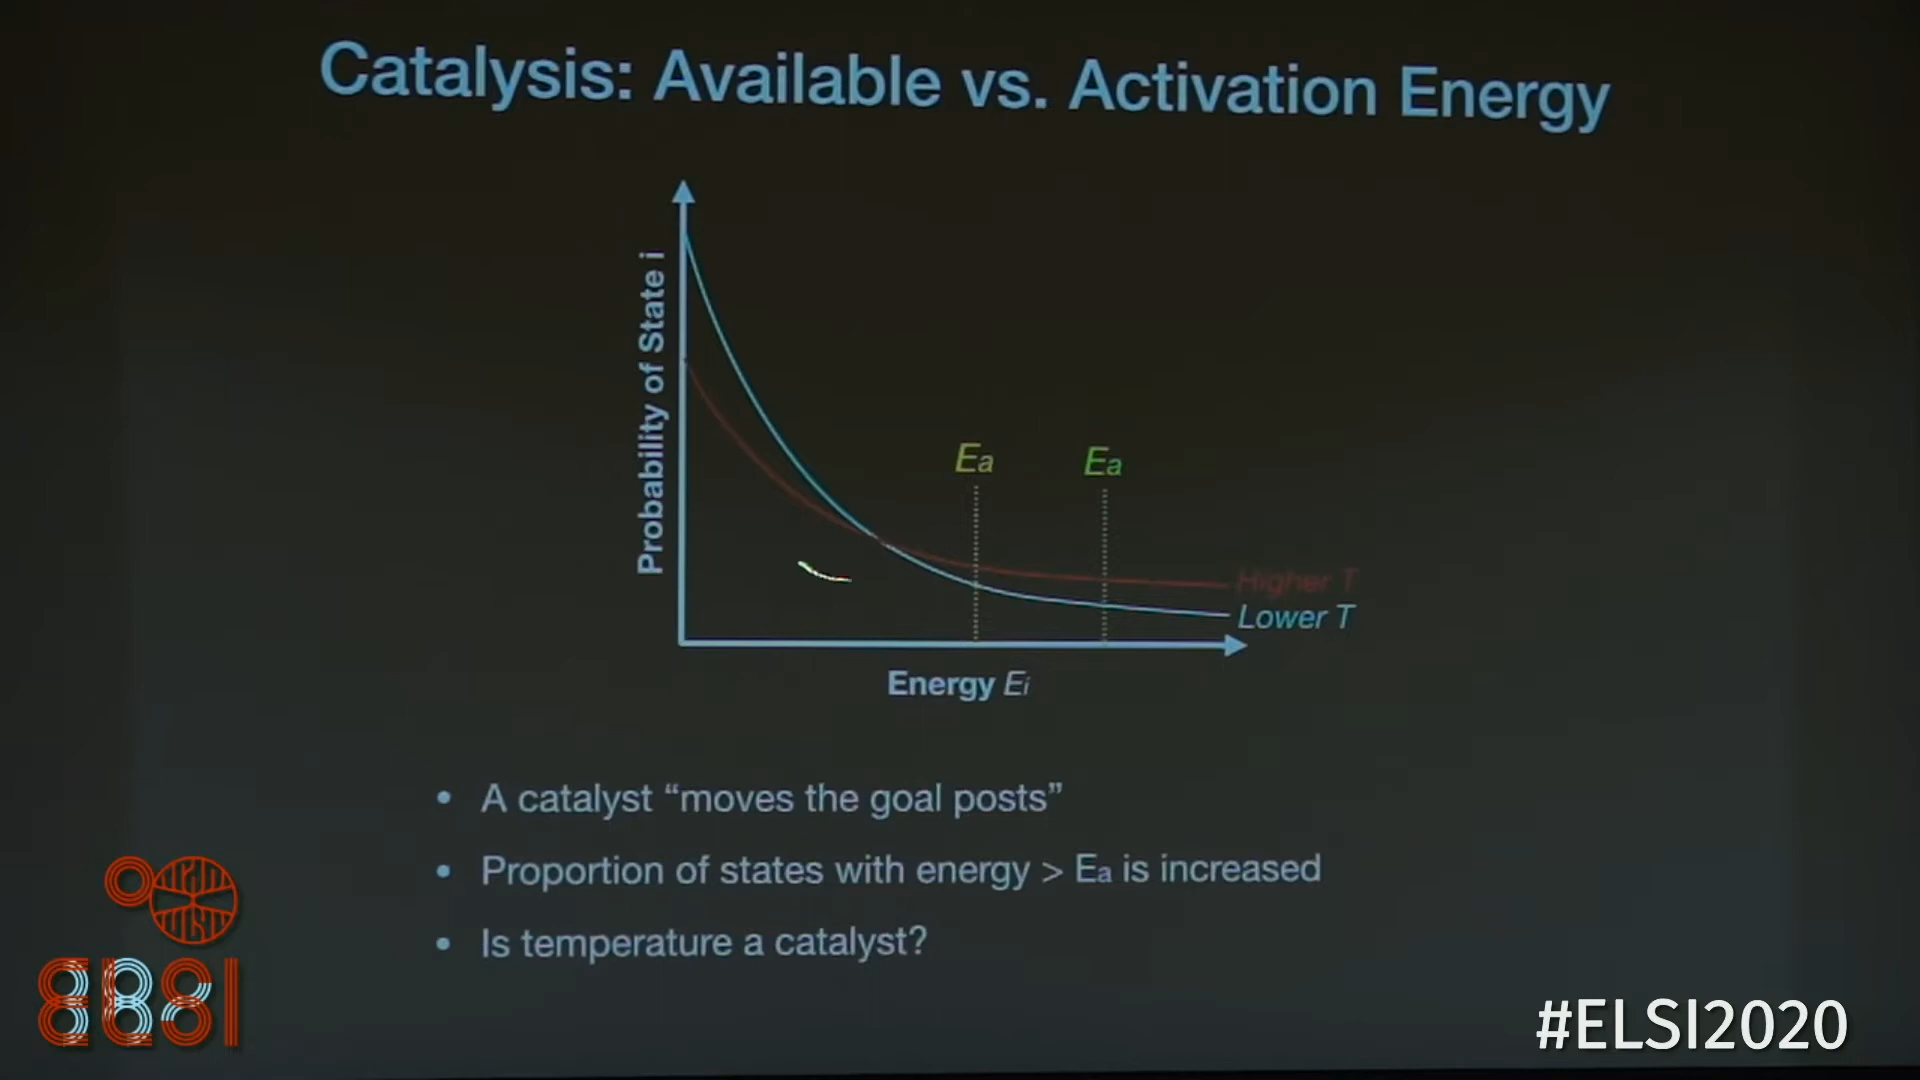 Catalysis: Available vs. Activation Energy
Probability of State i
Ea
Ea
Higher T
Lower T
Energy Ei
• A catalyst “moves the goal posts”
• Proportion of states with energy > Ea is increased
• Is temperature a catalyst?
ELSI
#ELSI2020